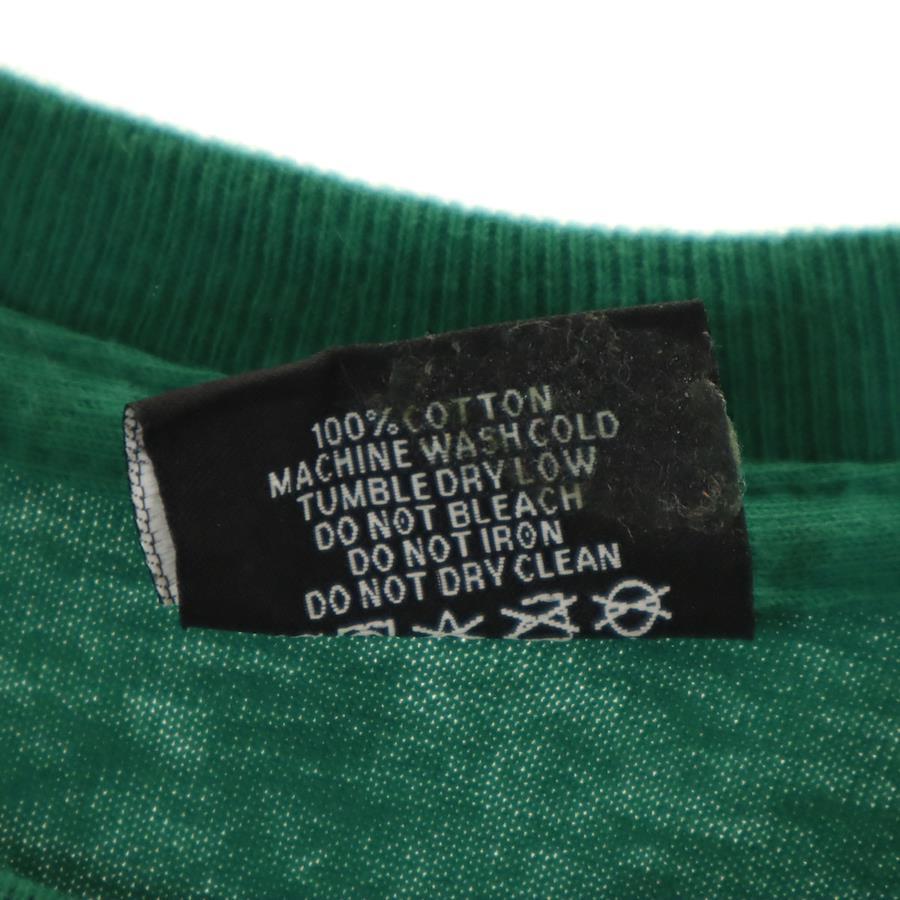 100% COTTON
MACHINE WASH COLD
TUMBLE DRY LOW
DO NOT BLEACH
DO NOT IRON
DO NOT DRY CLEAN